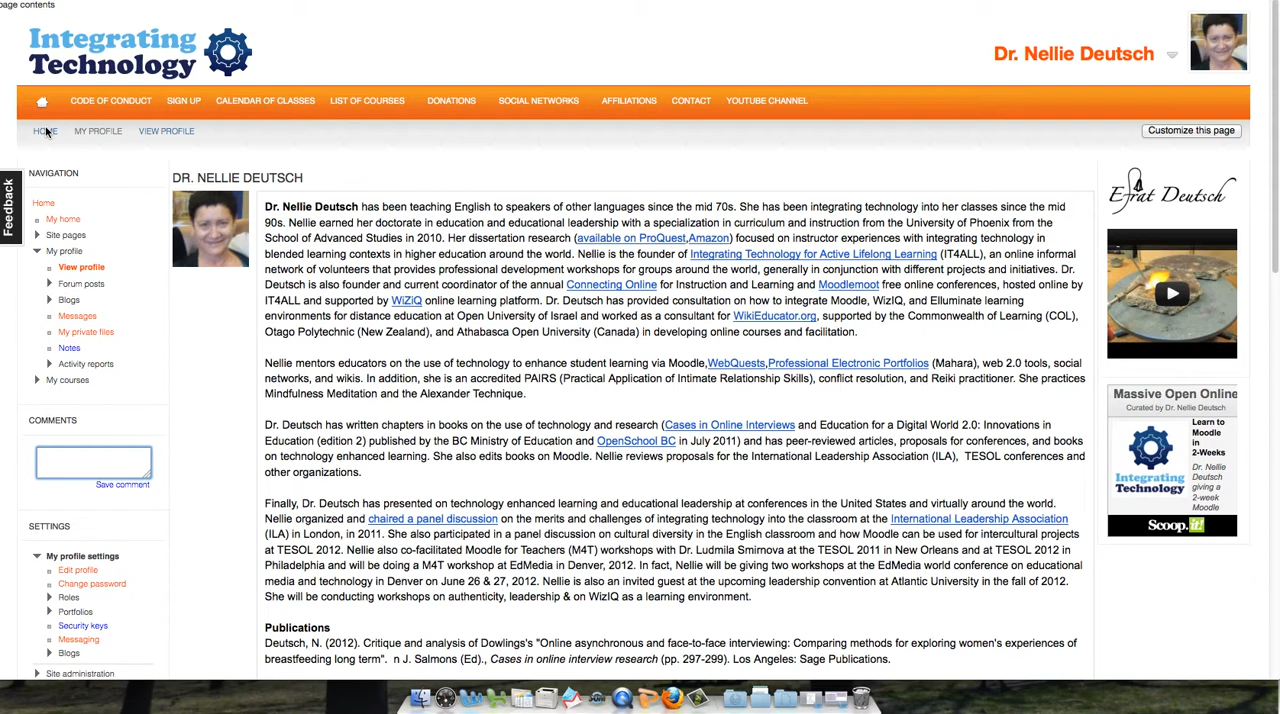 page contents
Integrating
Technology
Dr. Nellie Deutsch
CODE OF CONDUCT SIGN UP CALENDAR OF CLASSES LIST OF COURSES DONATIONS SOCIAL NETWORKS AFFILIATIONS CONTACT YOUTUBE CHANNEL
HOME MY PROFILE VIEW PROFILE
Customize this page
Feedback
NAVIGATION
Home
My home
Site pages
My profile
View profile
Forum posts
Blogs
Messages
My private files
Notes
Activity reports
My courses
COMMENTS
Save comment
SETTINGS
My profile settings
Edit profile
Change password
Roles
Portfolios
Security keys
Messaging
Blogs
Site administration
DR. NELLIE DEUTSCH
Dr. Nellie Deutsch has been teaching English to speakers of other languages since the mid 70s. She has been integrating technology into her classes since the mid
90s. Nellie earned her doctorate in education and educational leadership with a specialization in curriculum and instruction from the University of Phoenix from the
School of Advanced Studies in 2010. Her dissertation research (available on ProQuest,Amazon) focused on instructor experiences with integrating technology in
blended learning contexts in higher education around the world. Nellie is the founder of Integrating Technology for Active Lifelong Learning (IT4ALL), an online informal
network of volunteers that provides professional development workshops for groups around the world, generally in conjunction with different projects and initiatives. Dr.
Deutsch is also founder and current coordinator of the annual Connecting Online for Instruction and Learning and Moodlemoot free online conferences, hosted online by
IT4ALL and supported by WiZiQ online learning platform. Dr. Deutsch has provided consultation on how to integrate Moodle, WizIQ, and Elluminate learning
environments for distance education at Open University of Israel and worked as a consultant for WikiEducator.org, supported by the Commonwealth of Learning (COL),
Otago Polytechnic (New Zealand), and Athabasca Open University (Canada) in developing online courses and facilitation.
Nellie mentors educators on the use of technology to enhance student learning via Moodle,WebQuests,Professional Electronic Portfolios (Mahara), web 2.0 tools, social
networks, and wikis. In addition, she is an accredited PAIRS (Practical Application of Intimate Relationship Skills), conflict resolution, and Reiki practitioner. She practices
Mindfulness Meditation and the Alexander Technique.
Dr. Deutsch has written chapters in books on the use of technology and research (Cases in Online Interviews and Education for a Digital World 2.0: Innovations in
Education (edition 2) published by the BC Ministry of Education and OpenSchool BC in July 2011) and has peer-reviewed articles, proposals for conferences, and books
on technology enhanced learning. She also edits books on Moodle. Nellie reviews proposals for the International Leadership Association (ILA), TESOL conferences and
other organizations.
Finally, Dr. Deutsch has presented on technology enhanced learning and educational leadership at conferences in the United States and virtually around the world.
Nellie organized and chaired a panel discussion on the merits and challenges of integrating technology into the classroom at the International Leadership Association
(ILA) in London, in 2011. She also participated in a panel discussion on cultural diversity in the English classroom and how Moodle can be used for intercultural projects
at TESOL 2012. Nellie also co-facilitated Moodle for Teachers (M4T) workshops with Dr. Ludmila Smirnova at the TESOL 2011 in New Orleans and at TESOL 2012 in
Philadelphia and will be doing a M4T workshop at EdMedia in Denver, 2012. In fact, Nellie will be giving two workshops at the EdMedia world conference on educational
media and technology in Denver on June 26 & 27, 2012. Nellie is also an invited guest at the upcoming leadership convention at Atlantic University in the fall of 2012.
She will be conducting workshops on authenticity, leadership & on WizIQ as a learning environment.
Publications
Deutsch, N. (2012). Critique and analysis of Dowlings's "Online asynchronous and face-to-face interviewing: Comparing methods for exploring women's experiences of
breastfeeding long term". n J. Salmons (Ed)., Cases in online interview research (pp. 297-299). Los Angeles: Sage Publications.
Efrat Deutsch
Massive Open Online
Curated by Dr. Nellie Deutsch
Integrating
Technology
Learn to
Moodle
in
2-Weeks
Dr. Nellie
Deutsch
giving a
2-week
Moodle
Scoop.it!